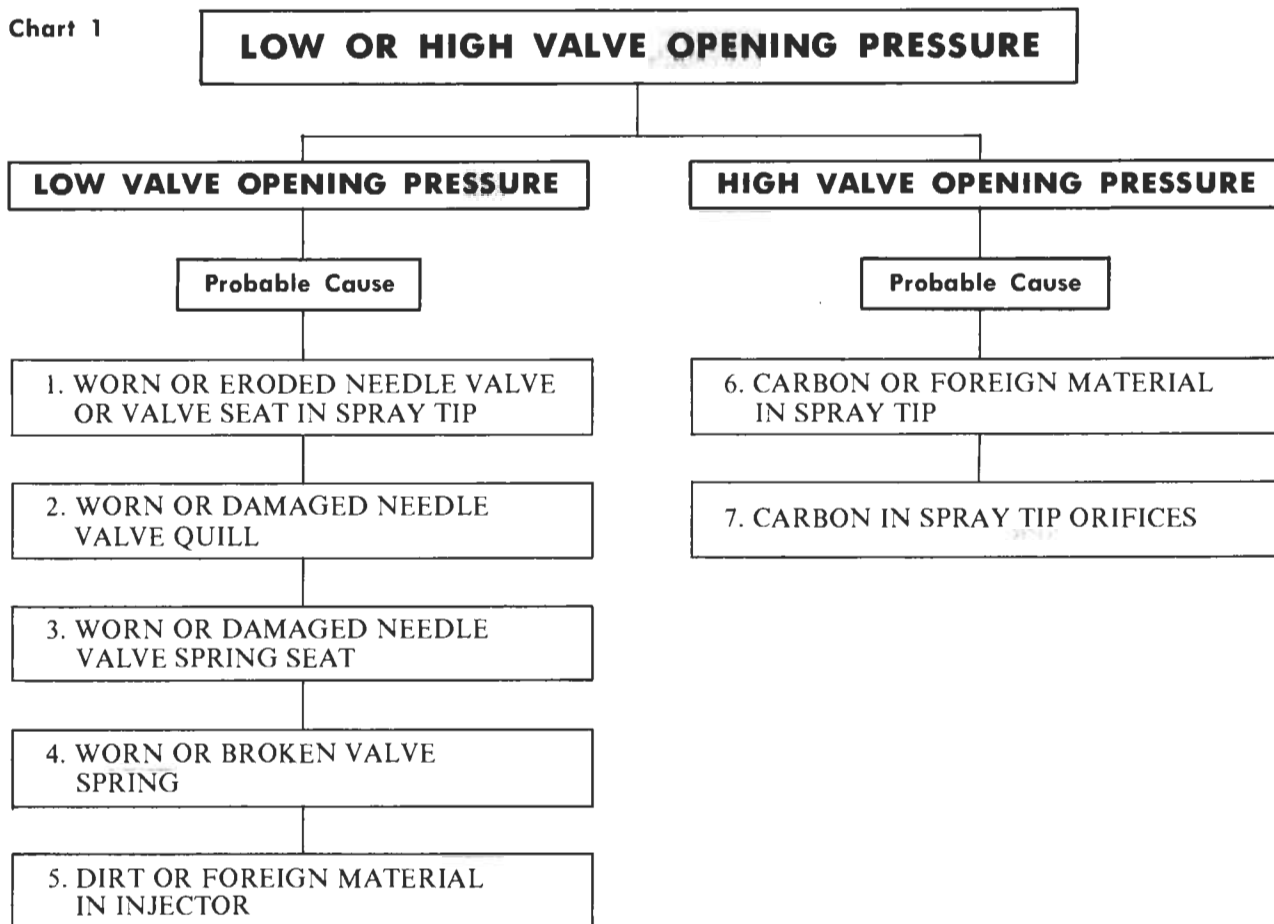 Chart 1
LOW OR HIGH VALVE OPENING PRESSURE
LOW VALVE OPENING PRESSURE
Probable Cause
1. WORN OR ERODED NEEDLE VALVE
OR VALVE SEAT IN SPRAY TIP
2. WORN OR DAMAGED NEEDLE
VALVE QUILL
3. WORN OR DAMAGED NEEDLE
VALVE SPRING SEAT
4. WORN OR BROKEN VALVE
SPRING
5. DIRT OR FOREIGN MATERIAL
IN INJECTOR
HIGH VALVE OPENING PRESSURE
Probable Cause
6. CARBON OR FOREIGN MATERIAL
IN SPRAY TIP
7. CARBON IN SPRAY TIP ORIFICES